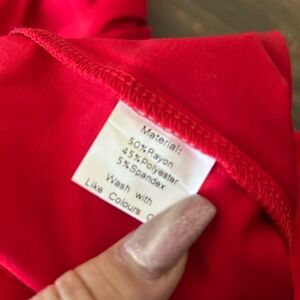 Material:
50%Rayon
45%Polyester
5%Spandex
Wash with
Like Colours